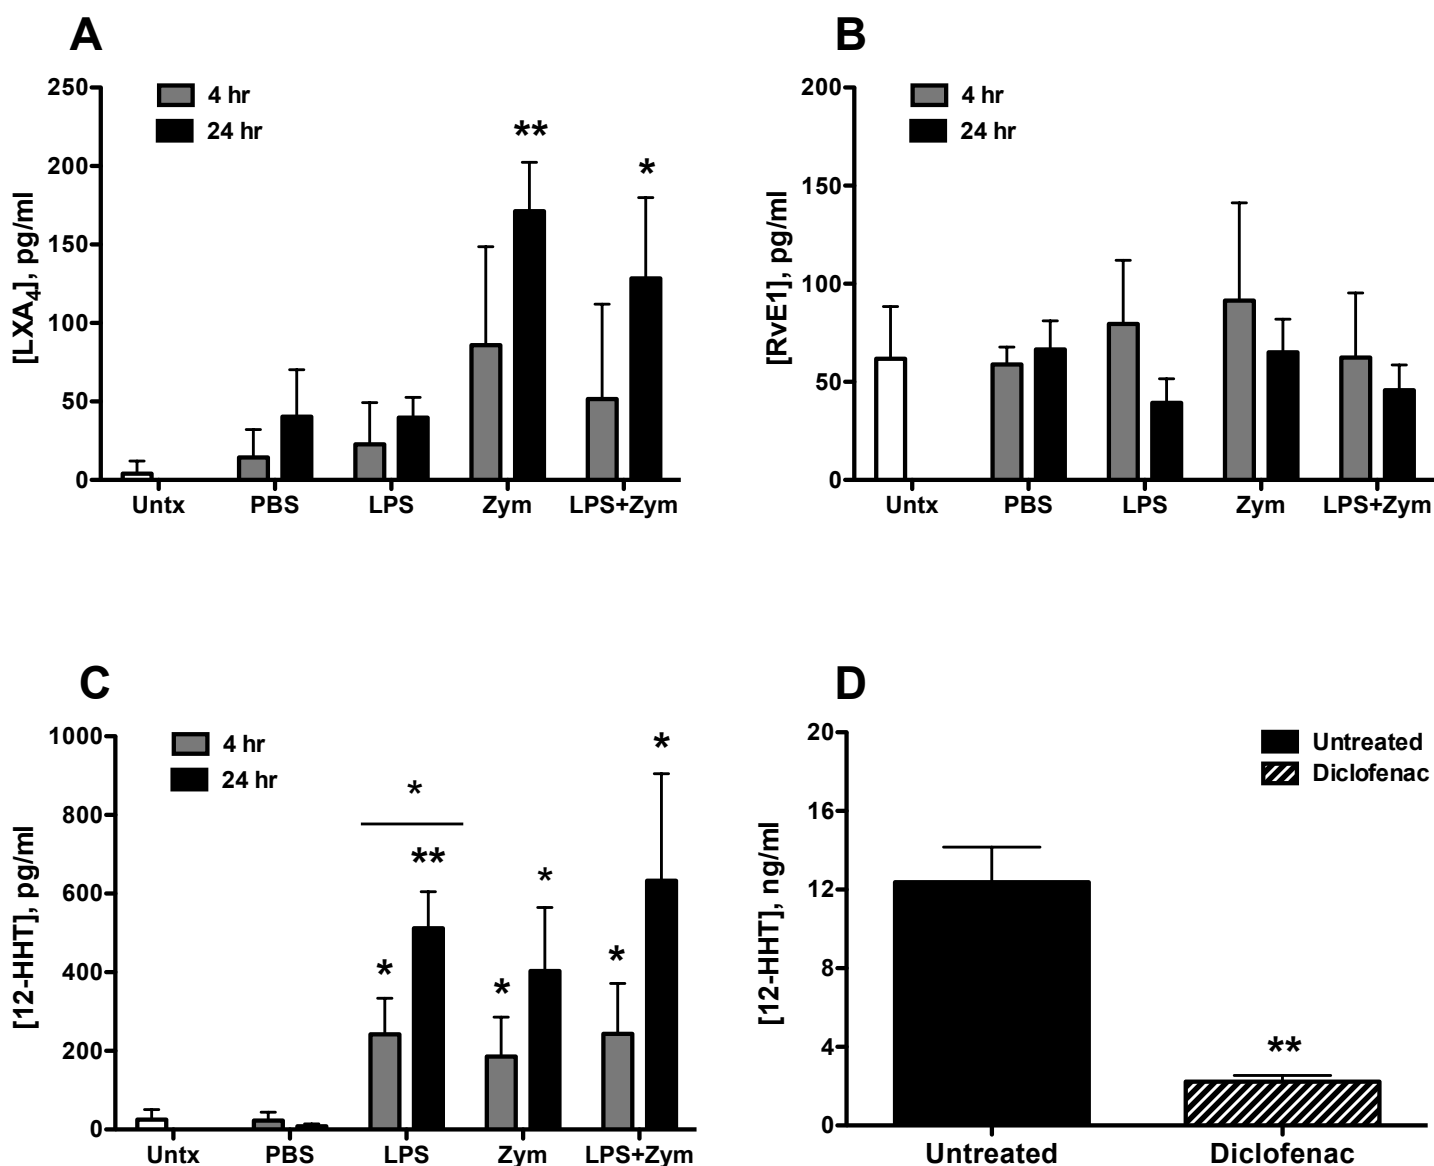 A
[LXA4], pg/ml
250
200
150
100
50
0
4 hr
24 hr
**
*
Untx PBS LPS Zym LPS+Zym
B
[RvE1], pg/ml
200
150
100
50
0
4 hr
24 hr
Untx PBS LPS Zym LPS+Zym
C
[12-HHT], pg/ml
1000
800
600
400
200
0
4 hr
24 hr
*
*
**
*
*
*
*
Untx PBS LPS Zym LPS+Zym
D
[12-HHT], ng/ml
20
16
12
8
4
0
Untreated
Diclofenac
**
Untreated Diclofenac